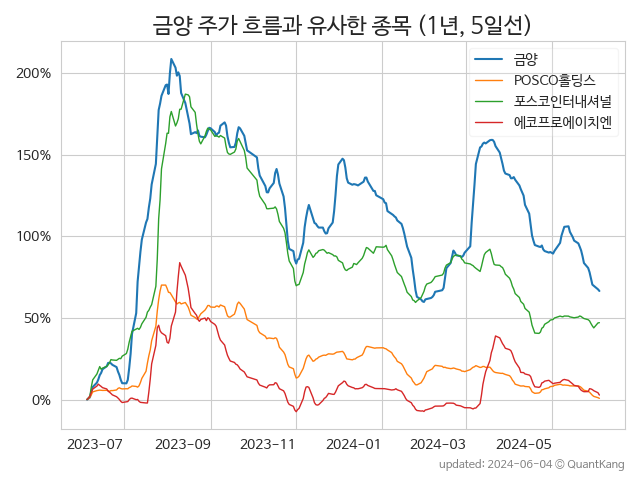 금양 주가 흐름과 유사한 종목 (1년, 5일선)
금양
POSCO홀딩스
포스코인터내셔널
에코프로에이치엔
200%
150%
100%
50%
0%
2023-07 2023-09 2023-11 2024-01 2024-03 2024-05
updated: 2024-06-04 © QuantKang